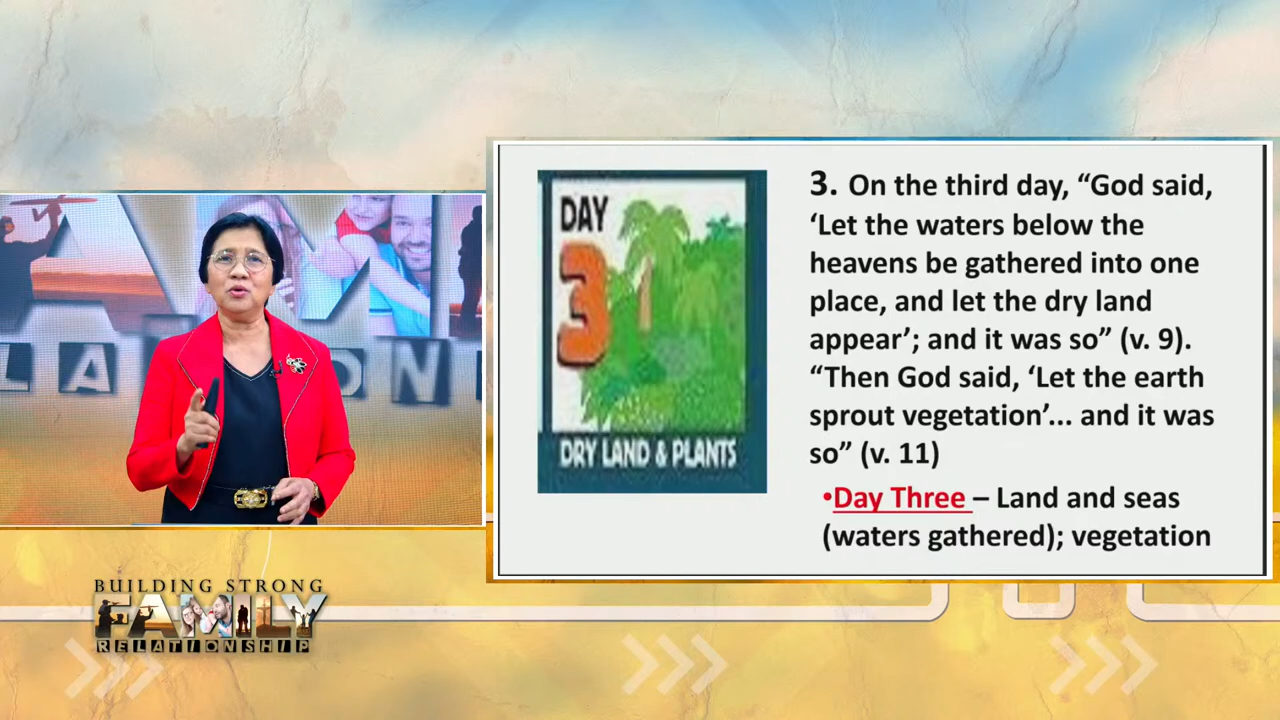 LA
ON
DAY
3
DRY LAND & PLANTS
3. On the third day, “God said,
‘Let the waters below the
heavens be gathered into one
place, and let the dry land
appear’; and it was so” (v. 9).
“Then God said, ‘Let the earth
sprout vegetation’... and it was
so” (v. 11)
•Day Three – Land and seas
(waters gathered); vegetation
BUILDING STRONG
FAMILY
RELATIONSHIP